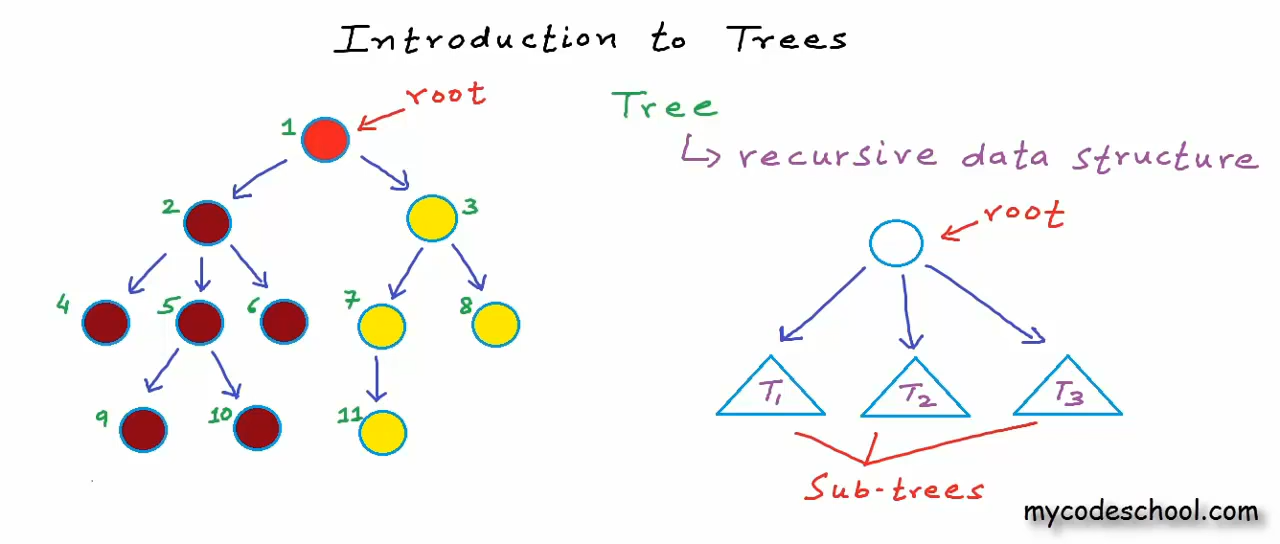 Introduction to Trees
root
1
2
3
4
5
6
7
8
9
10
11
Tree
↳ recursive data structure
root
T1
T2
T3
Sub-trees
mycodeschool.com